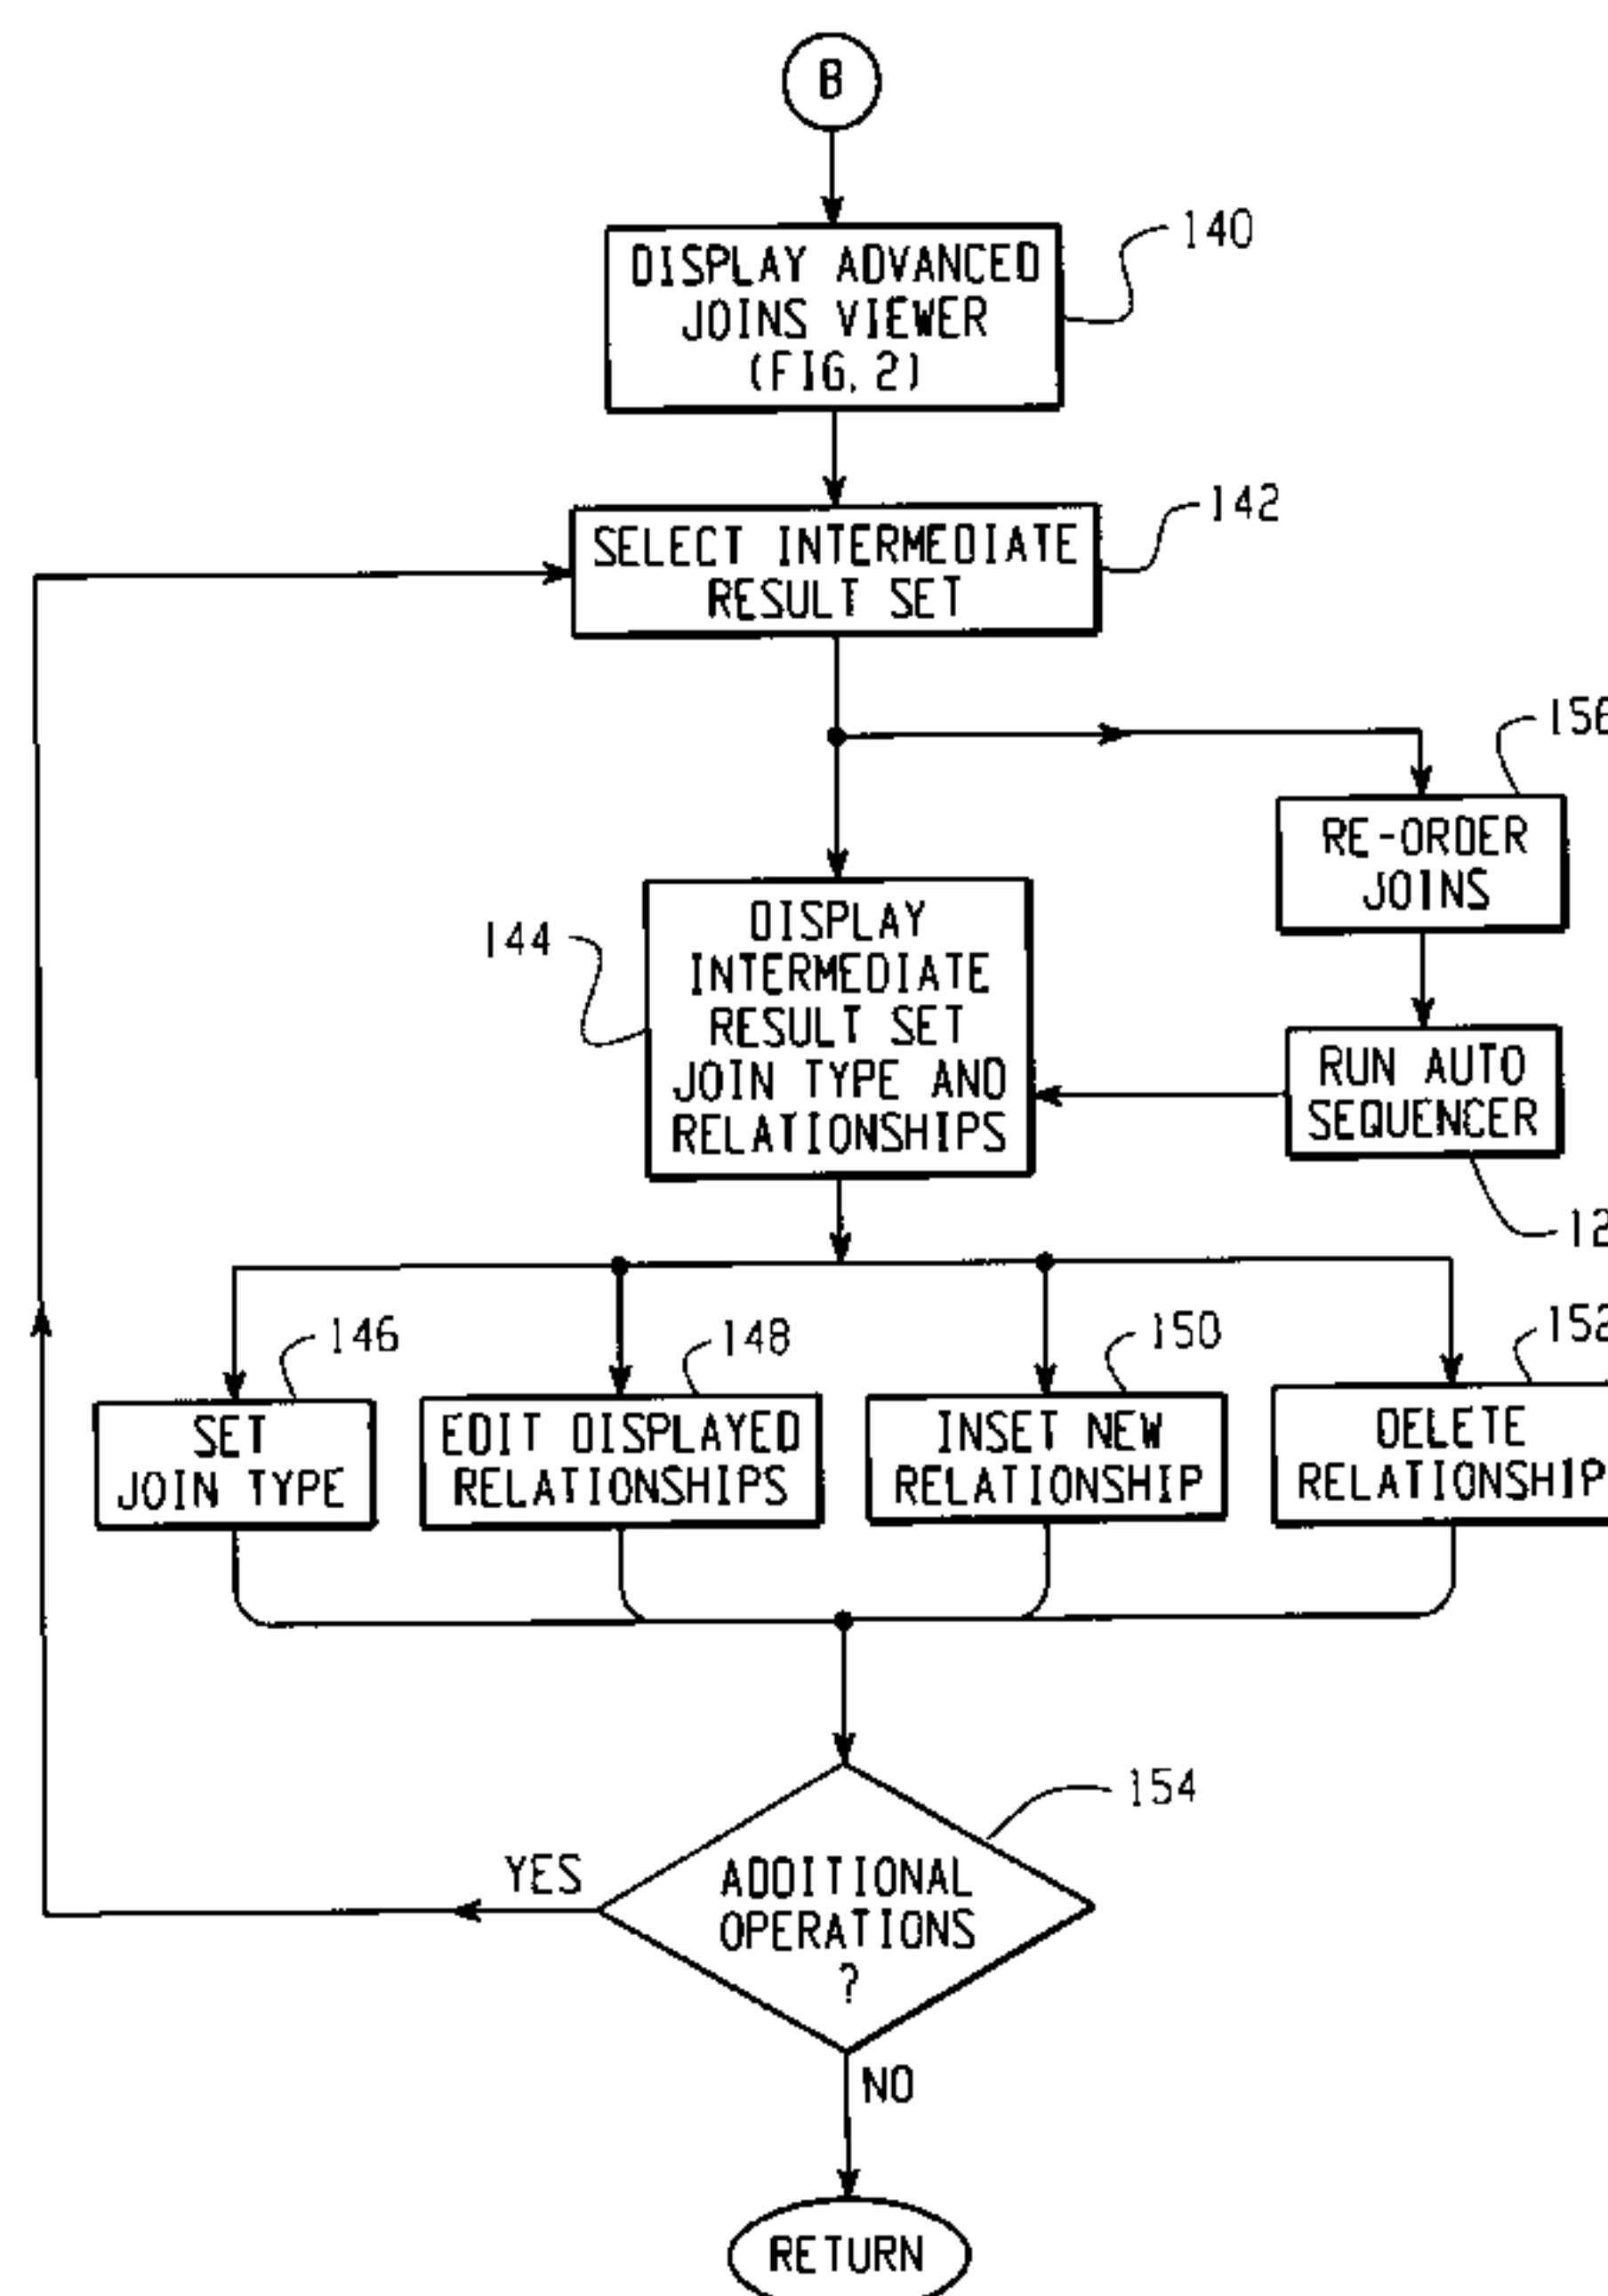 B
DISPLAY ADVANCED
JOINS VIEWER
(FIG. 2)
140
SELECT INTERMEDIATE
RESULT SET
142
RE-ORDER
JOINS
144
DISPLAY
INTERMEDIATE
RESULT SET
JOIN TYPE AND
RELATIONSHIPS
RUN AUTO
SEQUENCER
146
148
150
152
SET
JOIN TYPE
EDIT DISPLAYED
RELATIONSHIPS
INSET NEW
RELATIONSHIP
DELETE
RELATIONSHIP
154
ADDITIONAL
OPERATIONS
?
YES
NO
RETURN